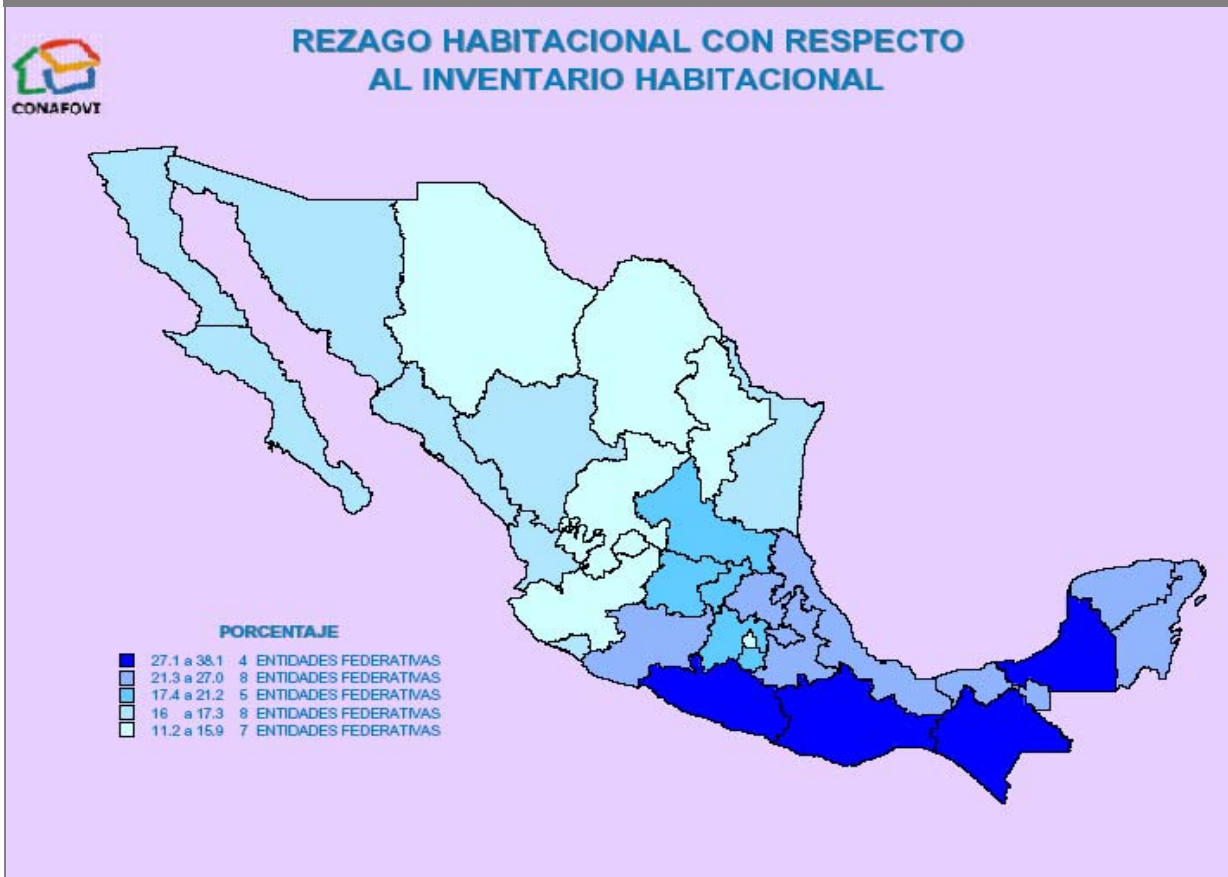 REZAGO HABITACIONAL CON RESPECTO
AL INVENTARIO HABITACIONAL
CONAFOVI
PORCENTAJE
27.1 a 38.1 4 ENTIDADES FEDERATIVAS
21.3 a 27.0 8 ENTIDADES FEDERATIVAS
17.4 a 21.2 5 ENTIDADES FEDERATIVAS
16 a 17.3 8 ENTIDADES FEDERATIVAS
11.2 a 15.9 7 ENTIDADES FEDERATIVAS